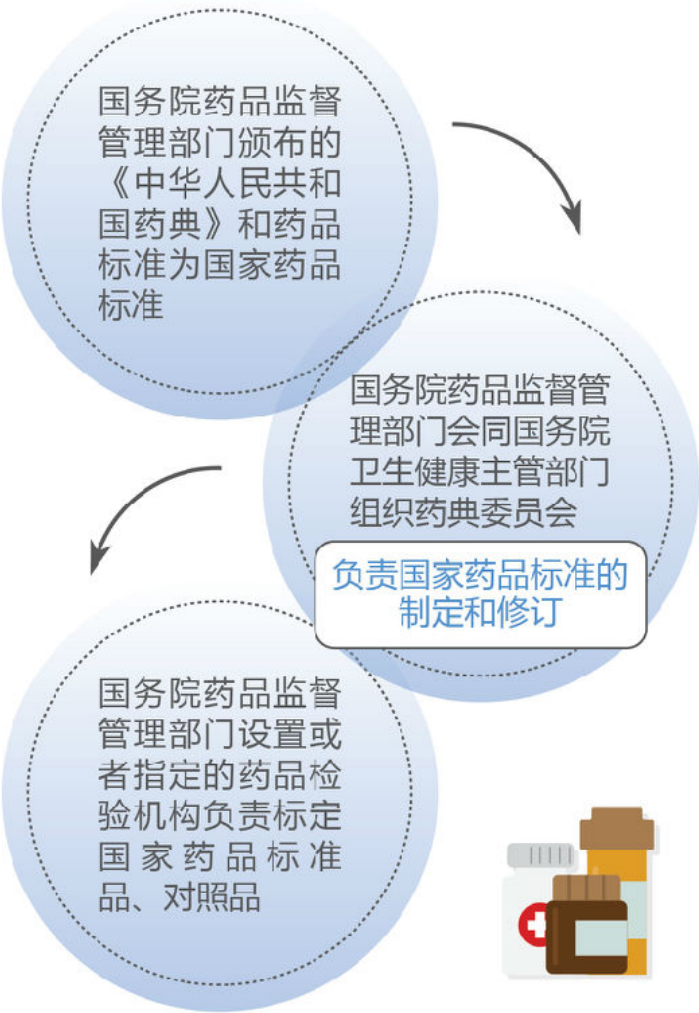 国务院药品监督
管理部门颁布的
《中华人民共和
国药典》和药品
标准为国家药品
标准
国务院药品监督管
理部门会同国务院
卫生健康主管部门
组织药典委员会
负责国家药品标准的
制定和修订
国务院药品监督
管理部门设置或
者指定的药品检
验机构负责标定
国家药品标准
品、对照品